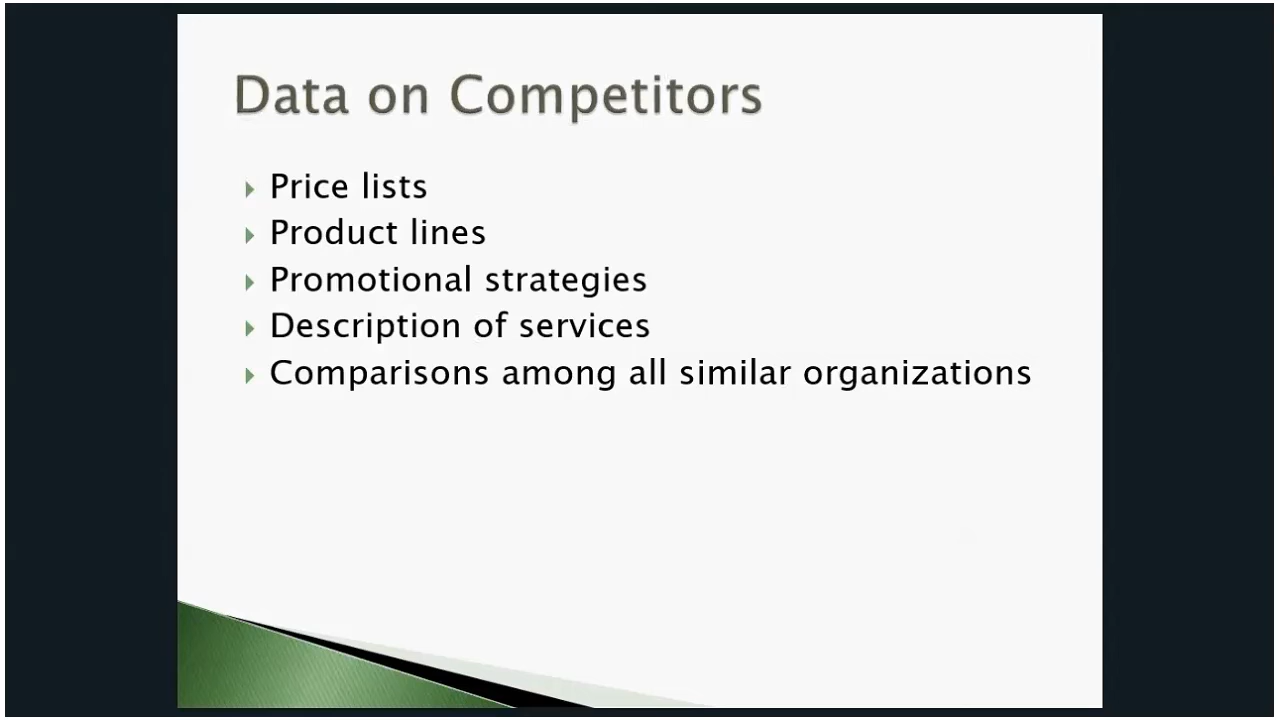 Data on Competitors
Price lists
Product lines
Promotional strategies
Description of services
Comparisons among all similar organizations